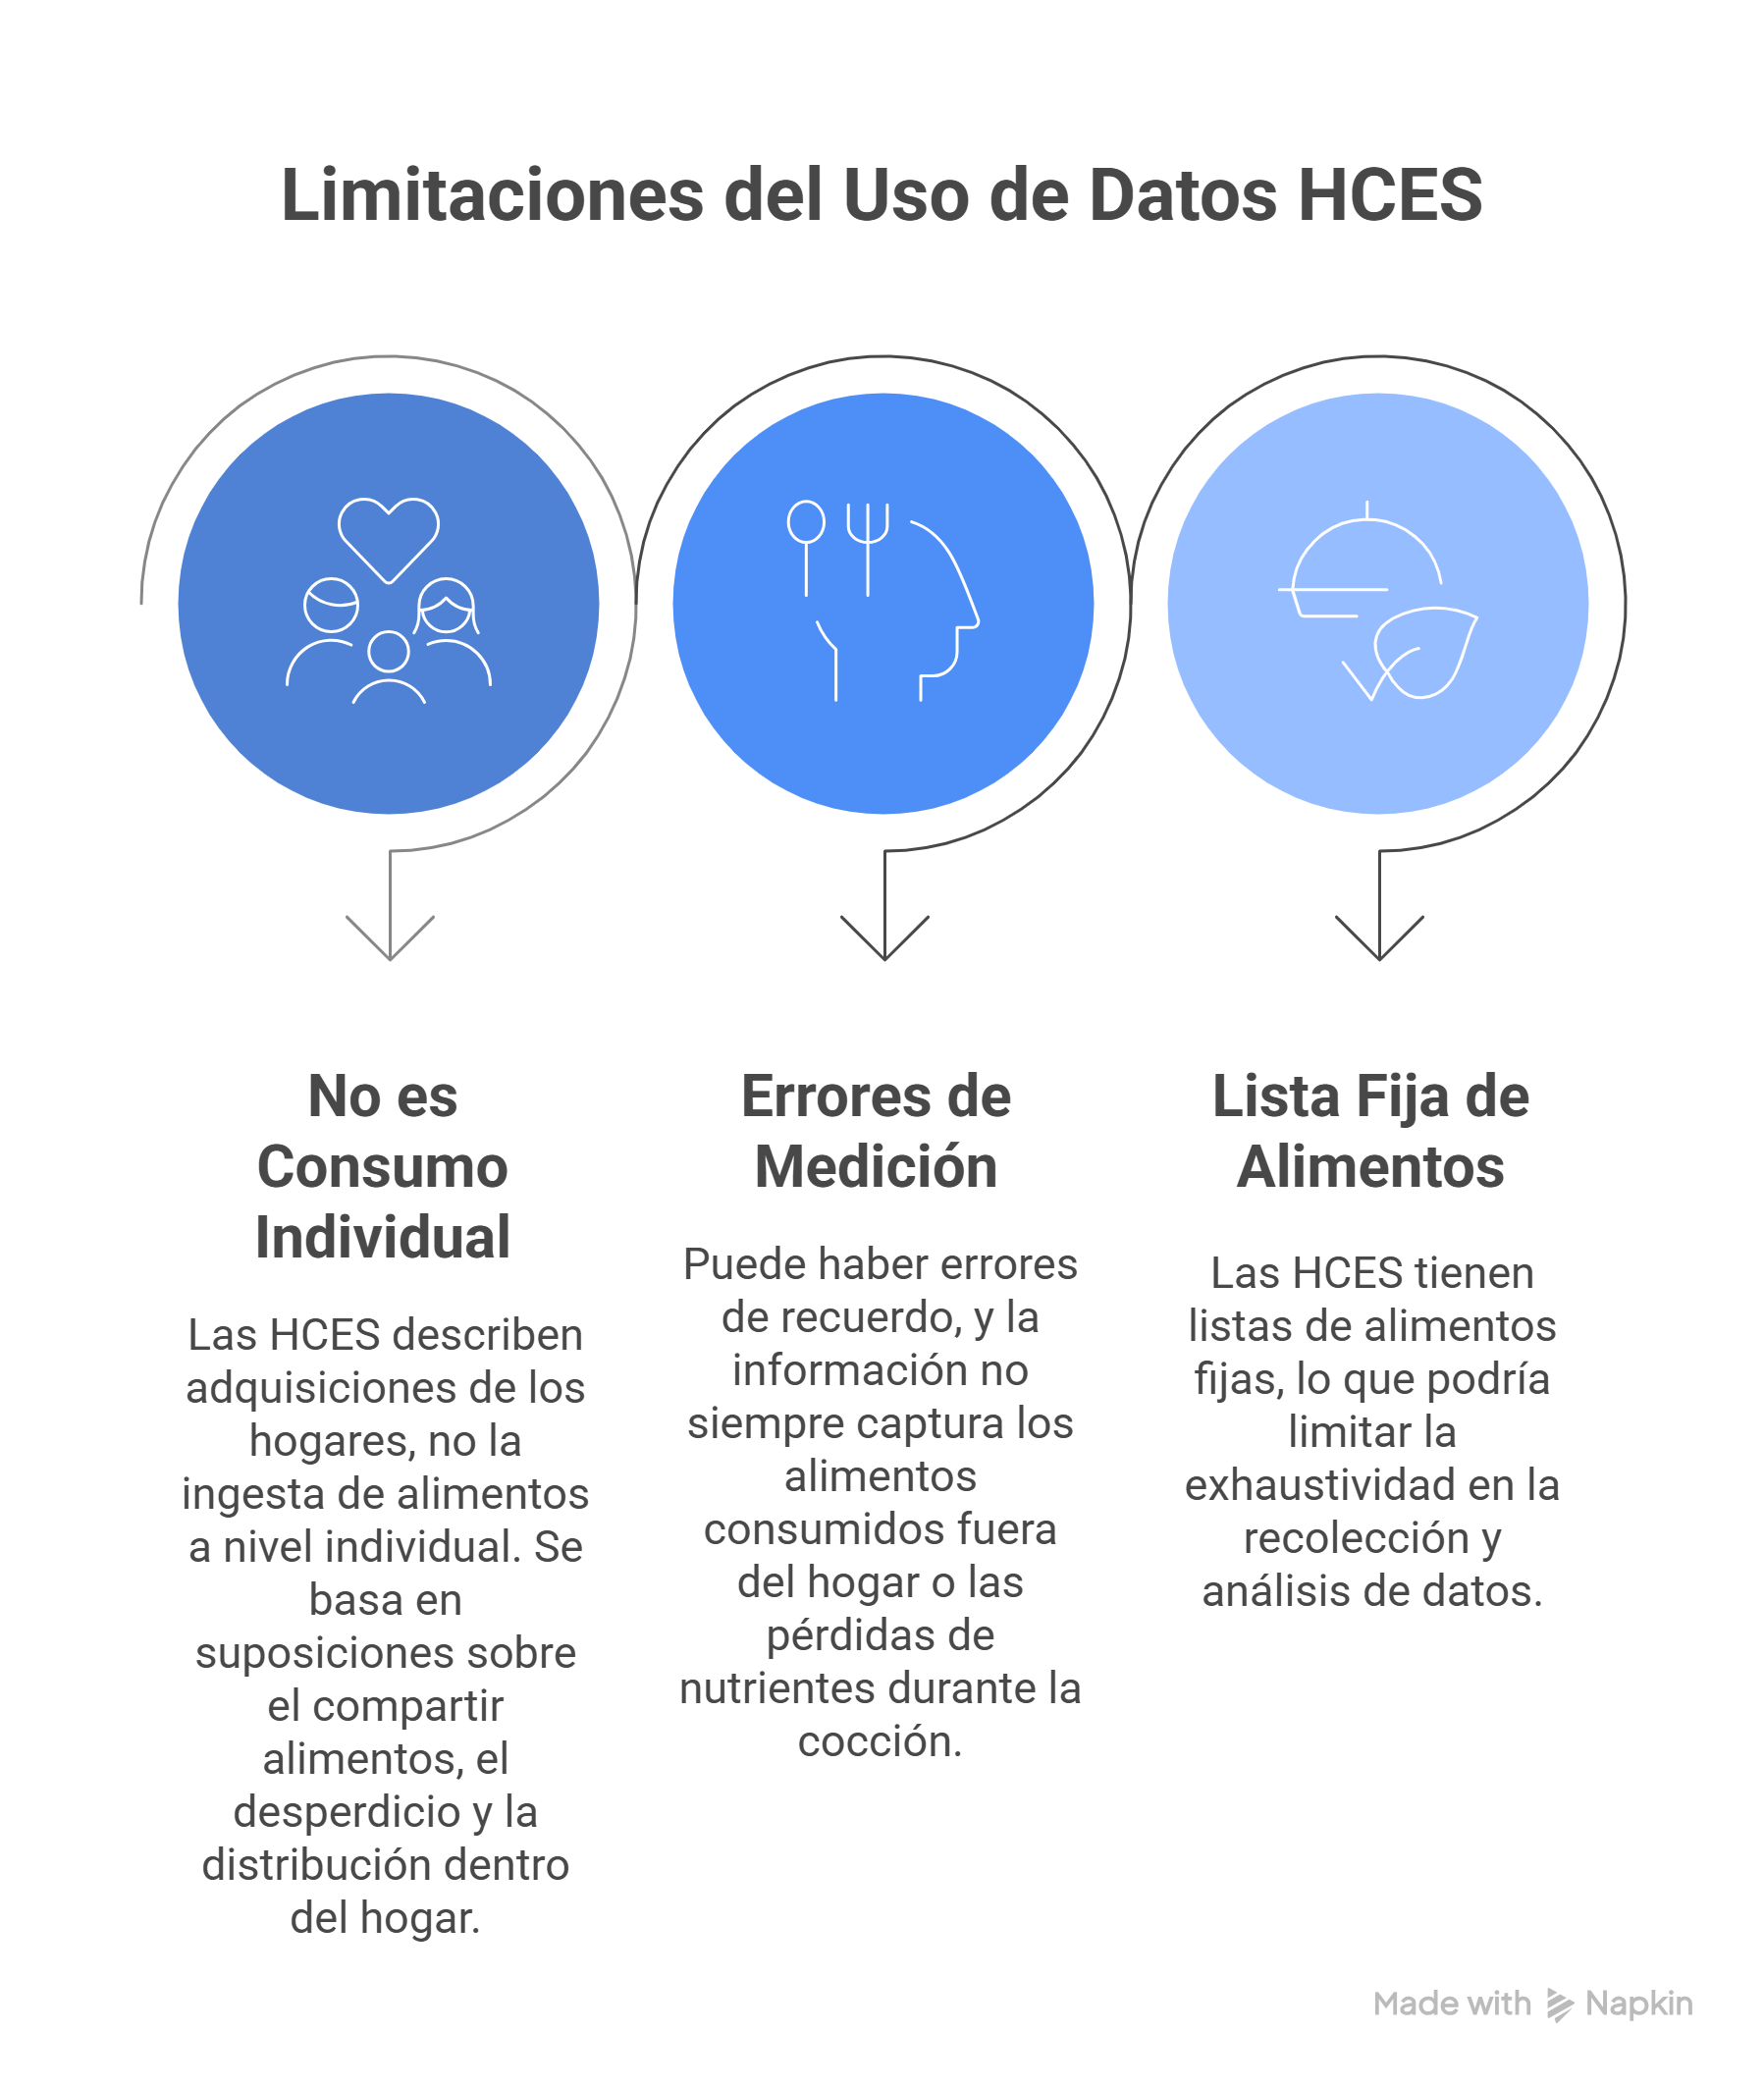 Limitaciones del Uso de Datos HCES
No es
Consumo
Individual
Las HCES describen
adquisiciones de los
hogares, no la
ingesta de alimentos
a nivel individual. Se
basa en
suposiciones sobre
el compartir
alimentos, el
desperdicio y la
distribución dentro
del hogar.
Errores de
Medición
Puede haber errores
de recuerdo, y la
información no
siempre captura los
alimentos
consumidos fuera
del hogar o las
pérdidas de
nutrientes durante la
cocción.
Lista Fija de
Alimentos
Las HCES tienen
listas de alimentos
fijas, lo que podría
limitar la
exhaustividad en la
recolección y
análisis de datos.
Made with Napkin